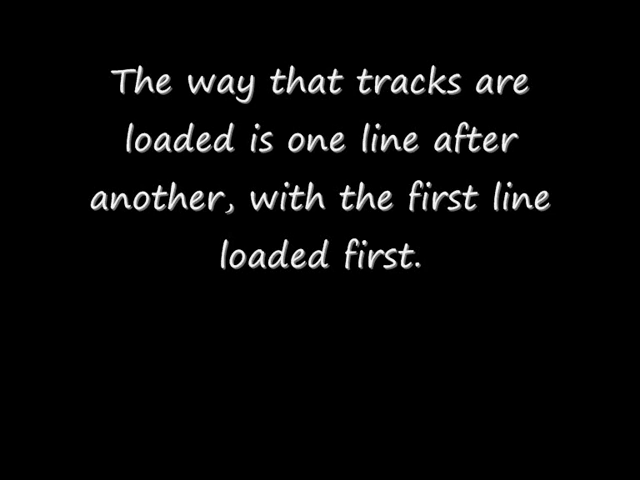 The way that tracks are
loaded is one line after
another, with the first line
loaded first.